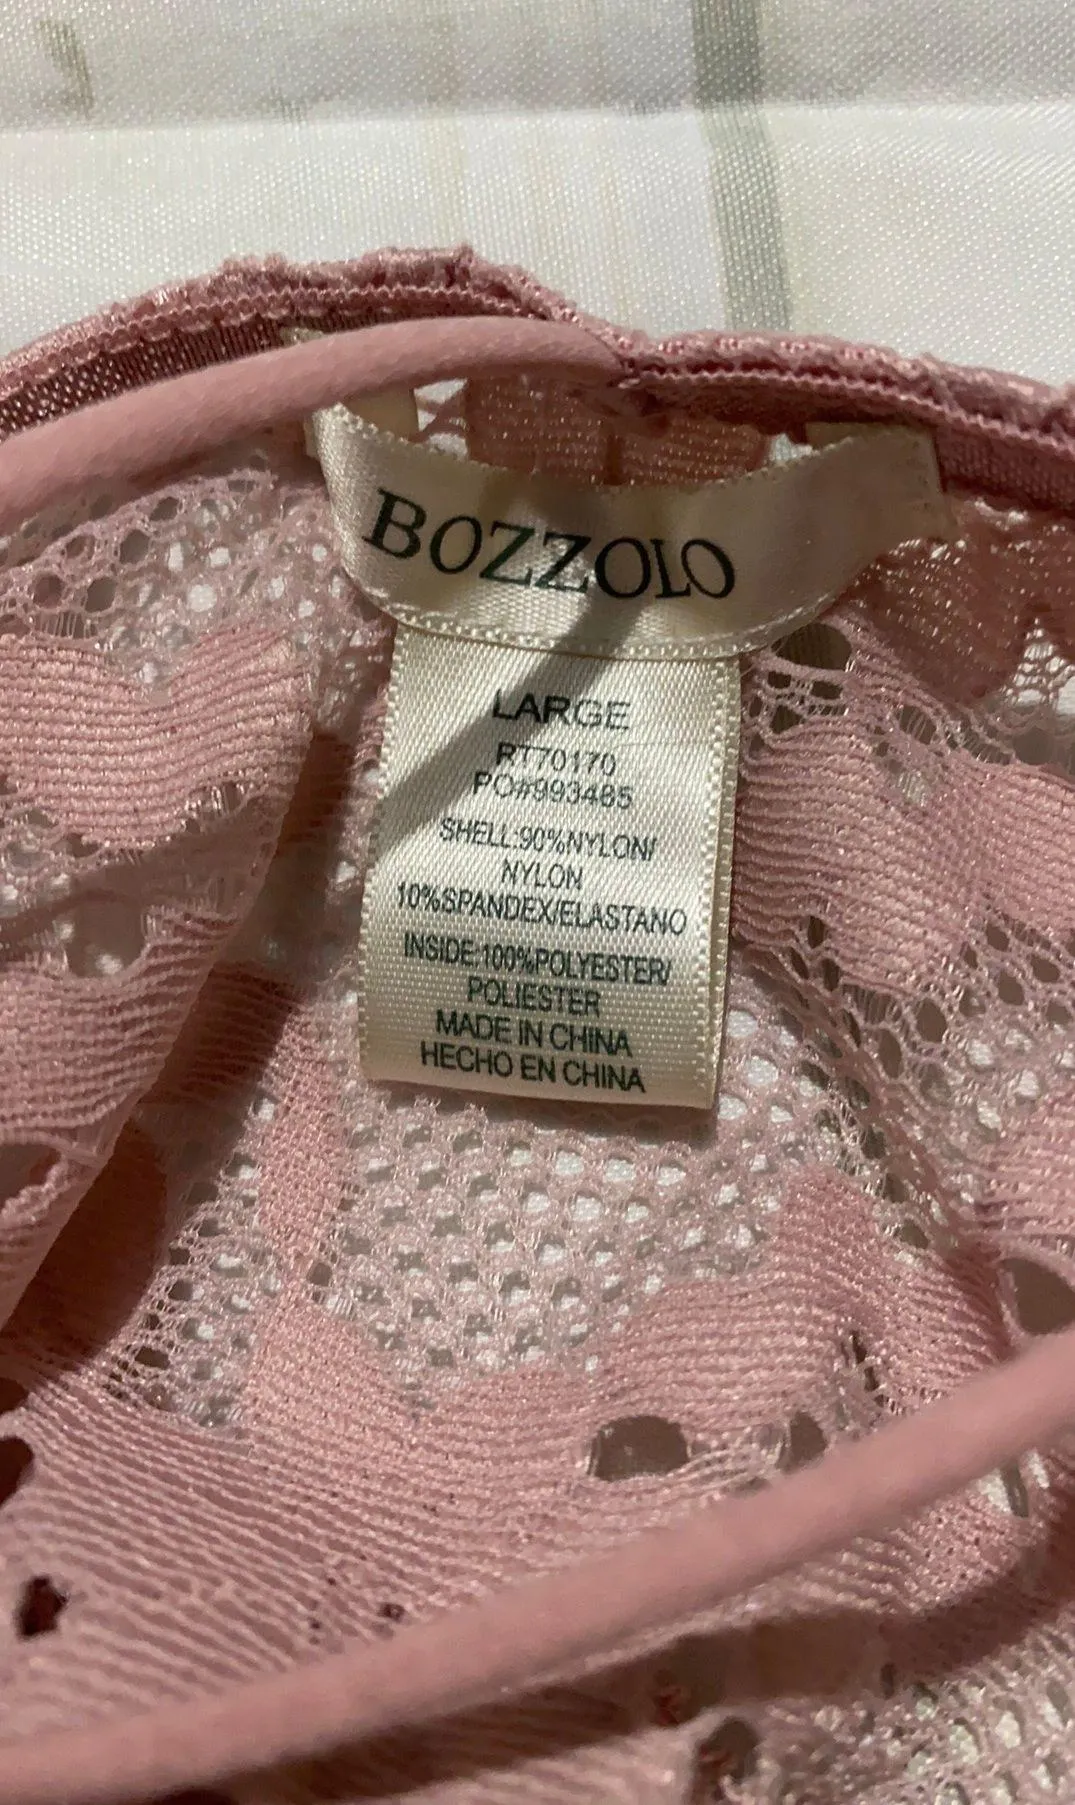 BOZZOLO
LARGE
RT70170
PO#993485
SHELL:90%NYLON/
NYLON
10%SPANDEX/ELASTANO
INSIDE:100%POLYESTER/
POLIESTER
MADE IN CHINA
HECHO EN CHINA